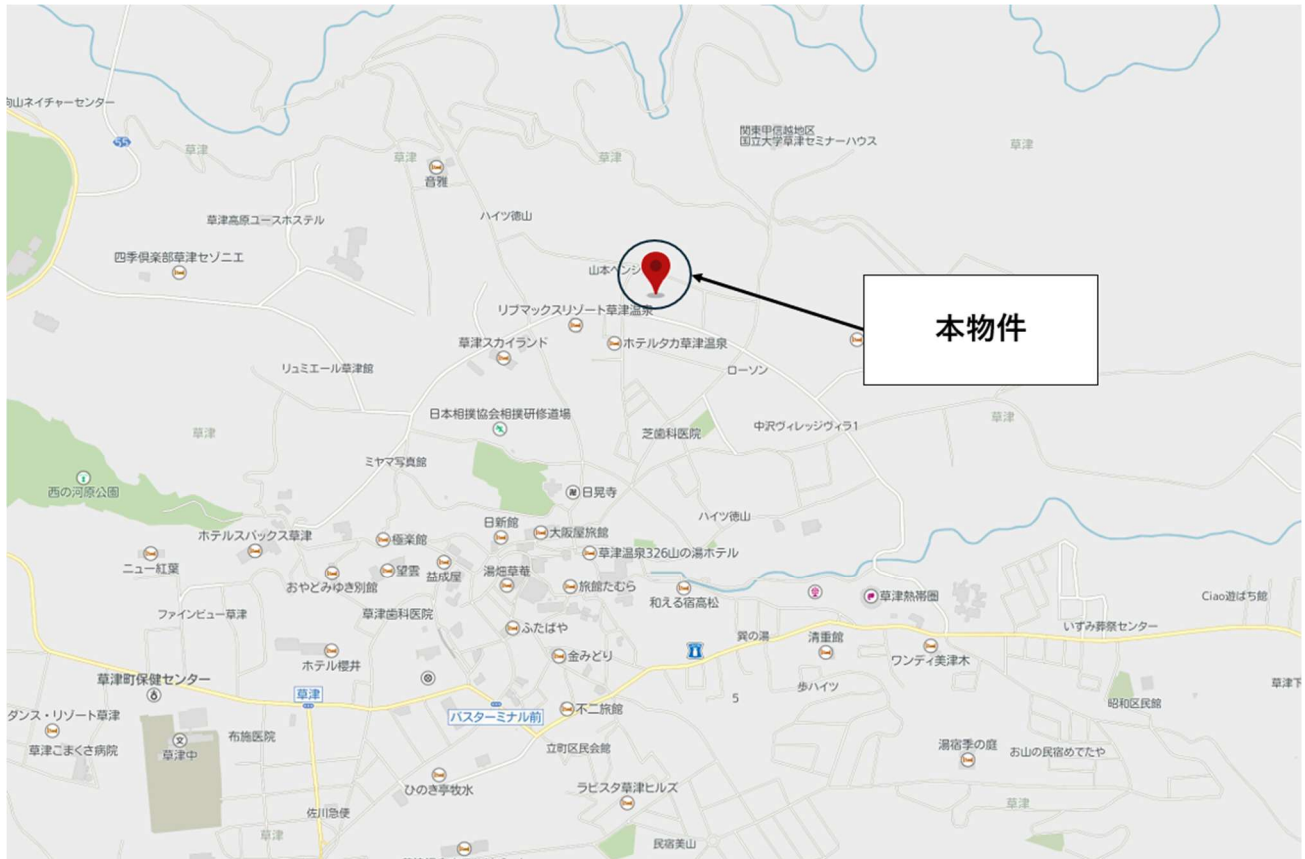 向山ネイチャーセンター
55
草津
草津
草津
関東甲信越地区
国立大学草津セミナーハウス
草津
音雅
草津高原ユースホステル
ハイツ徳山
四季倶楽部草津セゾニエ
山本ペンシ
本物件
リブマックスリゾート草津温泉
草津スカイランド
ホテルタカ草津温泉
リュミエール草津館
ローソン
日本相撲協会相撲研修道場
草津
草津
芝歯科医院
中沢ヴィレッジヴィラ1
ミヤマ写真館
西の河原公園
日晃寺
ハイツ徳山
ホテルスパックス草津
極楽館
日新館
大阪屋旅館
草津温泉326山の湯ホテル
ニュー紅葉
おやどみゆき別館
望雲
益成屋
湯畑草菴
旅館たむら
和える宿高松
草津熱帯圏
Ciao遊ばち館
ファインビュー草津
草津歯科医院
ふたばや
巽の湯
清重館
いずみ葬祭センター
ホテル櫻井
金みどり
ワンディ美津木
草津町保健センター
草津
5
歩ハイツ
草津下
昭和区民館
ダンス・リゾート草津
バスターミナル前
不二旅館
草津こまくさ病院
草津中
布施医院
立町区民会館
湯宿季の庭
お山の民宿めでたや
ひのき亭牧水
ラビスタ草津ヒルズ
佐川急便
草津
草津
民宿美山